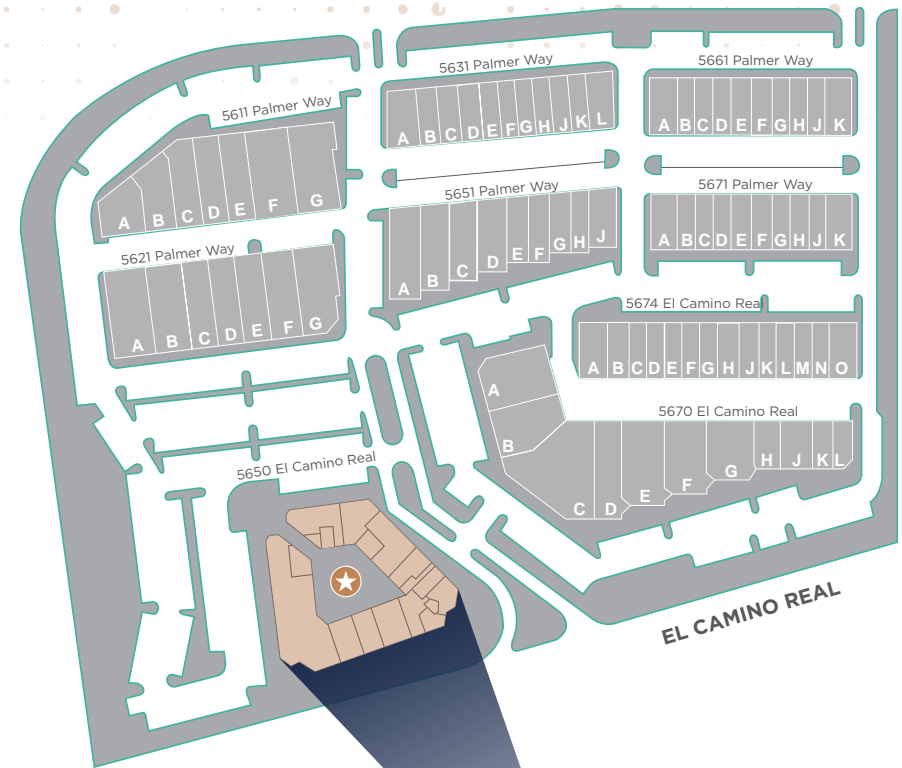 5631 Palmer Way
A B C D E F G H J K L
5661 Palmer Way
A B C D E F G H J K
5611 Palmer Way
A B C D E F G
5651 Palmer Way
A B C D E F G H J
5671 Palmer Way
A B C D E F G H J K
5621 Palmer Way
A B C D E F G
5674 El Camino Real
A B C D E F G H J K L M N O
5670 El Camino Real
A
B
C D E F G H J K L
5650 El Camino Real
EL CAMINO REAL